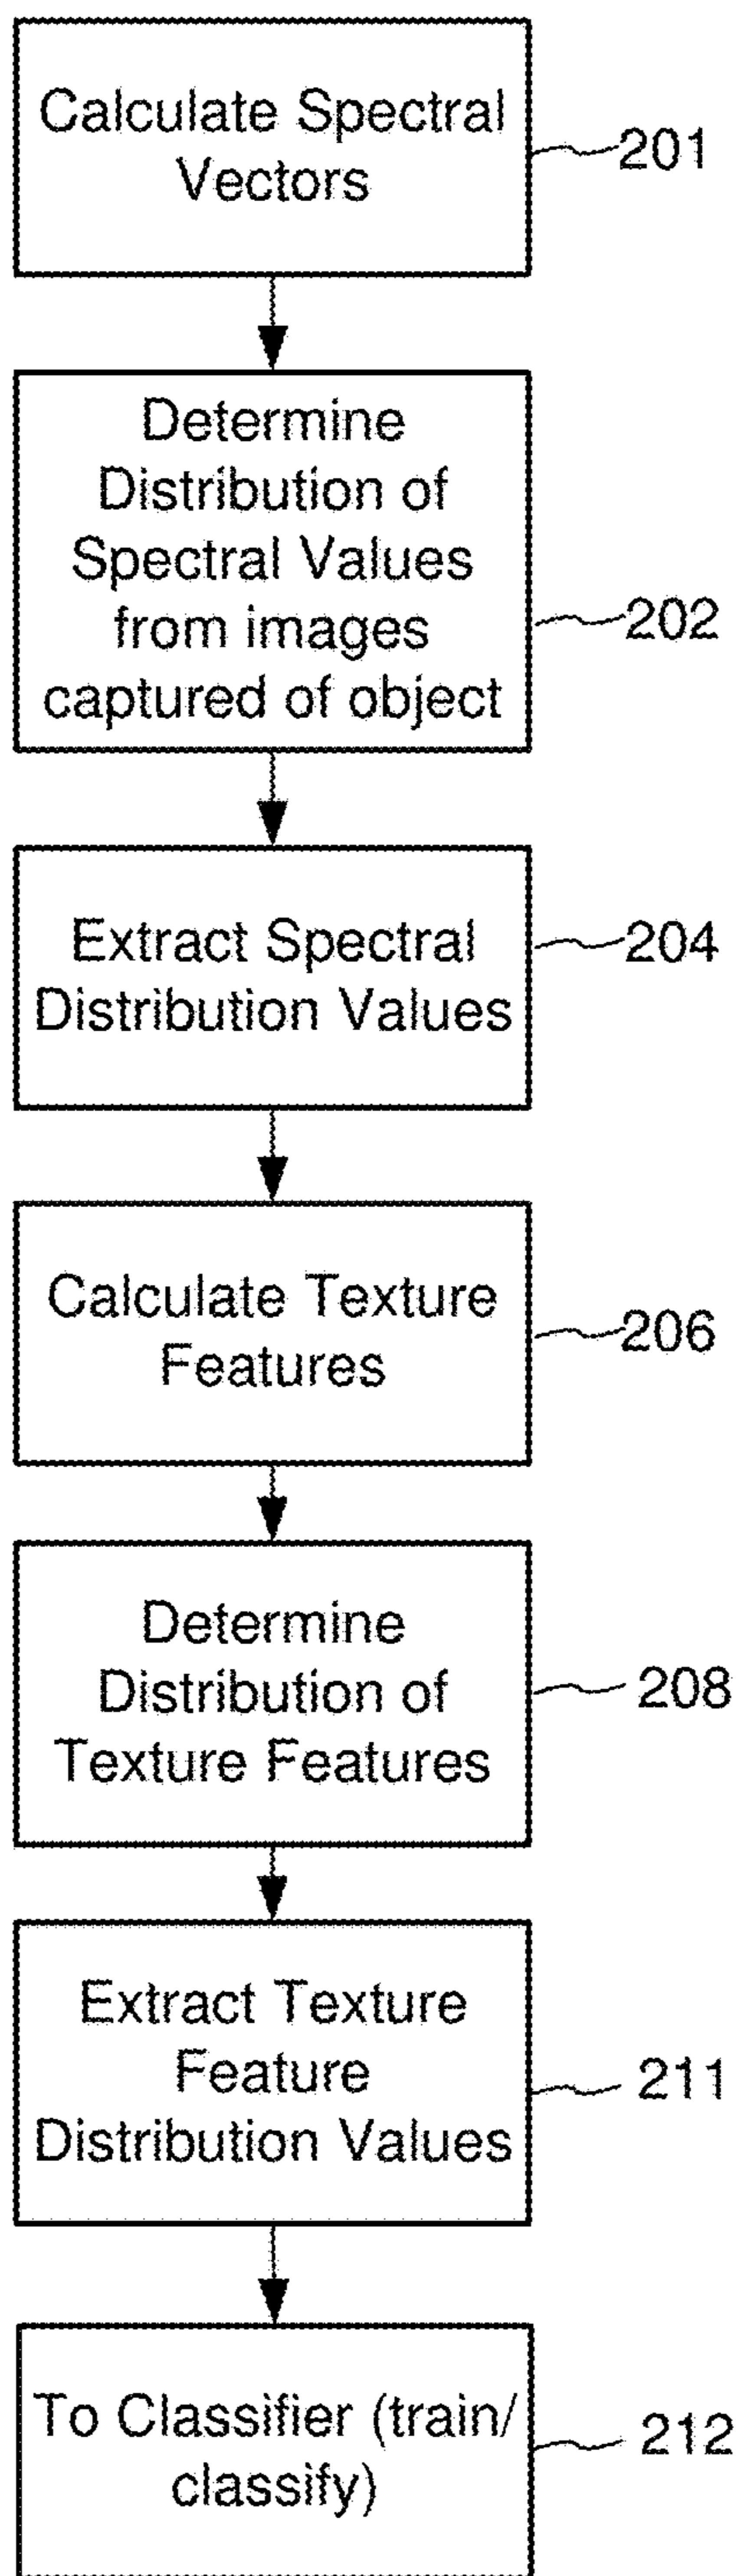 Calculate Spectral
Vectors
201
Determine
Distribution of
Spectral Values
from images
captured of object
202
Extract Spectral
Distribution Values
204
Calculate Texture
Features
206
Determine
Distribution of
Texture Features
208
Extract Texture
Feature
Distribution Values
211
To Classifier (train/
classify)
212